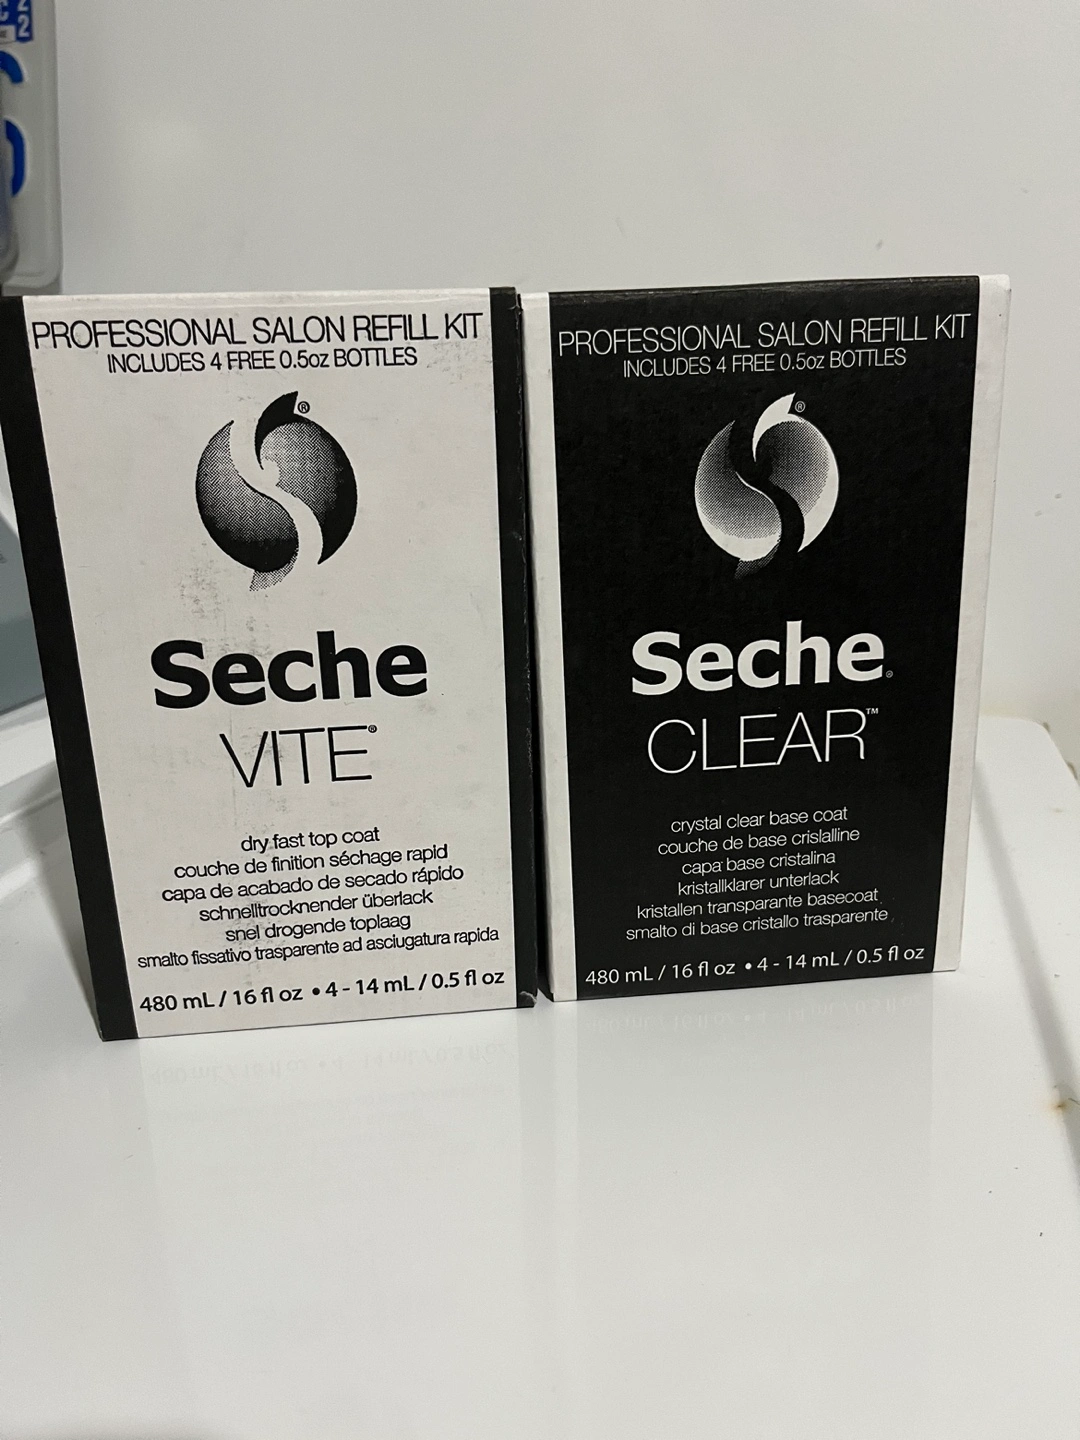 PROFESSIONAL SALON REFILL KIT
INCLUDES 4 FREE 0.5oz BOTTLES
®
Seche
VITE®
dry fast top coat
couche de finition séchage rapid
capa de acabado de secado rápido
schnelltrocknender überlack
snel drogende toplaag
smalto fissativo trasparente ad asciugatura rapida
480 mL / 16 fl oz • 4 - 14 mL / 0.5 fl oz
PROFESSIONAL SALON REFILL KIT
INCLUDES 4 FREE 0.5oz BOTTLES
®
Seche®
CLEAR™
crystal clear base coat
couche de base crislalline
capa base cristalina
kristallklarer unterlack
kristallen transparante basecoat
smalto di base cristallo trasparente
480 mL / 16 fl oz • 4 - 14 mL / 0.5 fl oz